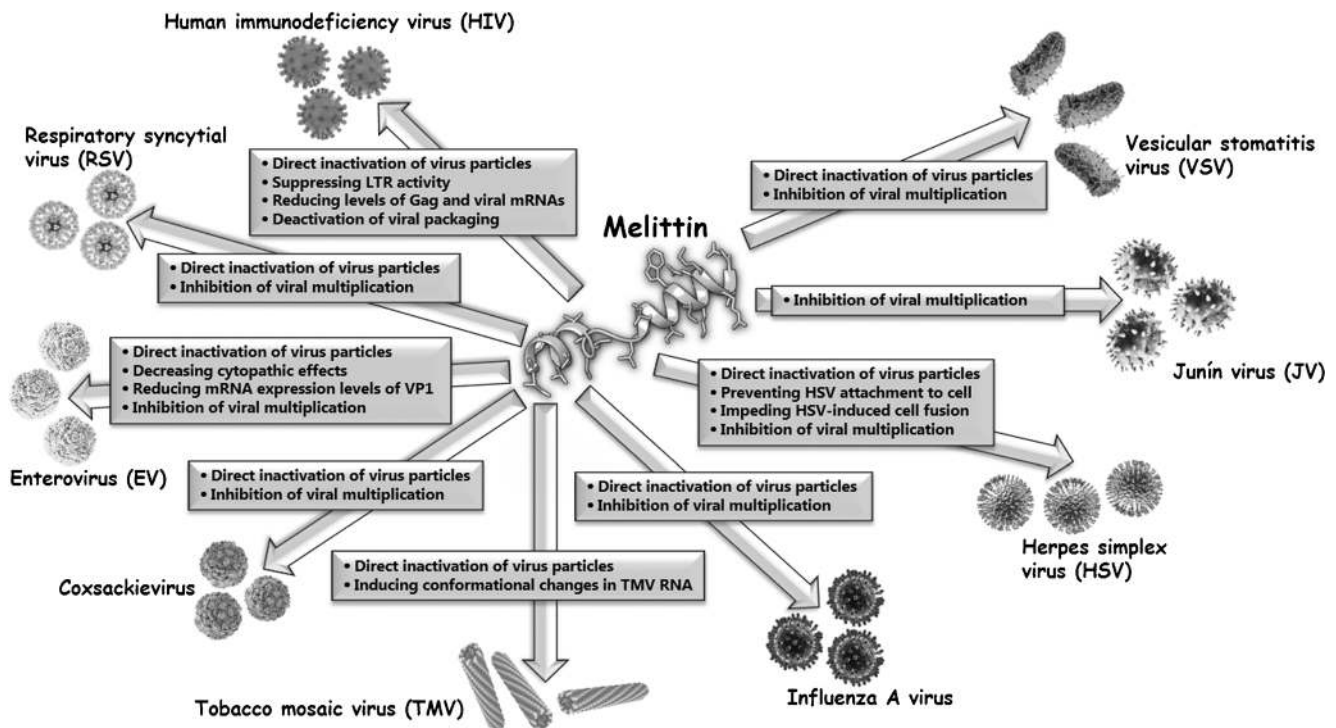 Human immunodeficiency virus (HIV)
Respiratory syncytial
virus (RSV)
• Direct inactivation of virus particles
• Suppressing LTR activity
• Reducing levels of Gag and viral mRNAs
• Deactivation of viral packaging
• Direct inactivation of virus particles
• Inhibition of viral multiplication
Vesicular stomatitis
virus (VSV)
Melittin
• Direct inactivation of virus particles
• Inhibition of viral multiplication
• Inhibition of viral multiplication
Junín virus (JV)
• Direct inactivation of virus particles
• Decreasing cytopathic effects
• Reducing mRNA expression levels of VP1
• Inhibition of viral multiplication
Enterovirus (EV)
• Direct inactivation of virus particles
• Preventing HSV attachment to cell
• Impeding HSV-induced cell fusion
• Inhibition of viral multiplication
Herpes simplex
virus (HSV)
• Direct inactivation of virus particles
• Inhibition of viral multiplication
Coxsackievirus
• Direct inactivation of virus particles
• Inhibition of viral multiplication
Influenza A virus
• Direct inactivation of virus particles
• Inducing conformational changes in TMV RNA
Tobacco mosaic virus (TMV)